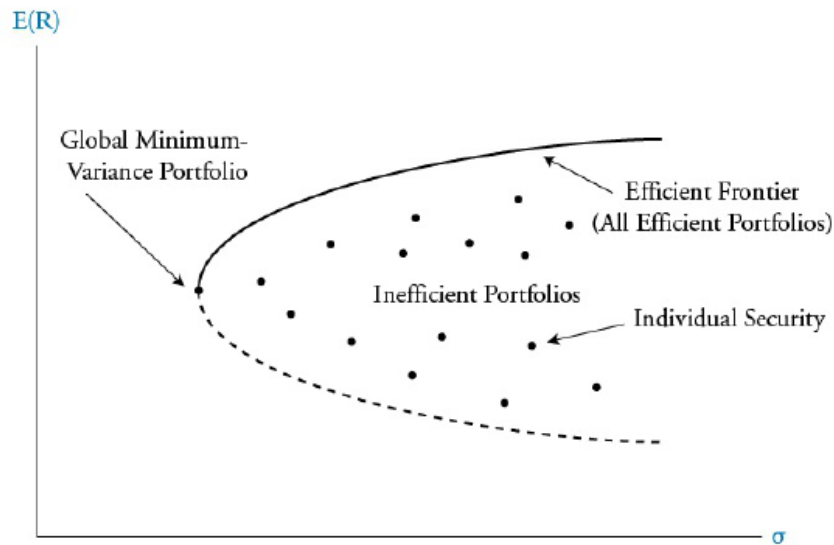 E(R)
Global Minimum-
Variance Portfolio
Efficient Frontier
(All Efficient Portfolios)
Inefficient Portfolios
Individual Security
σ